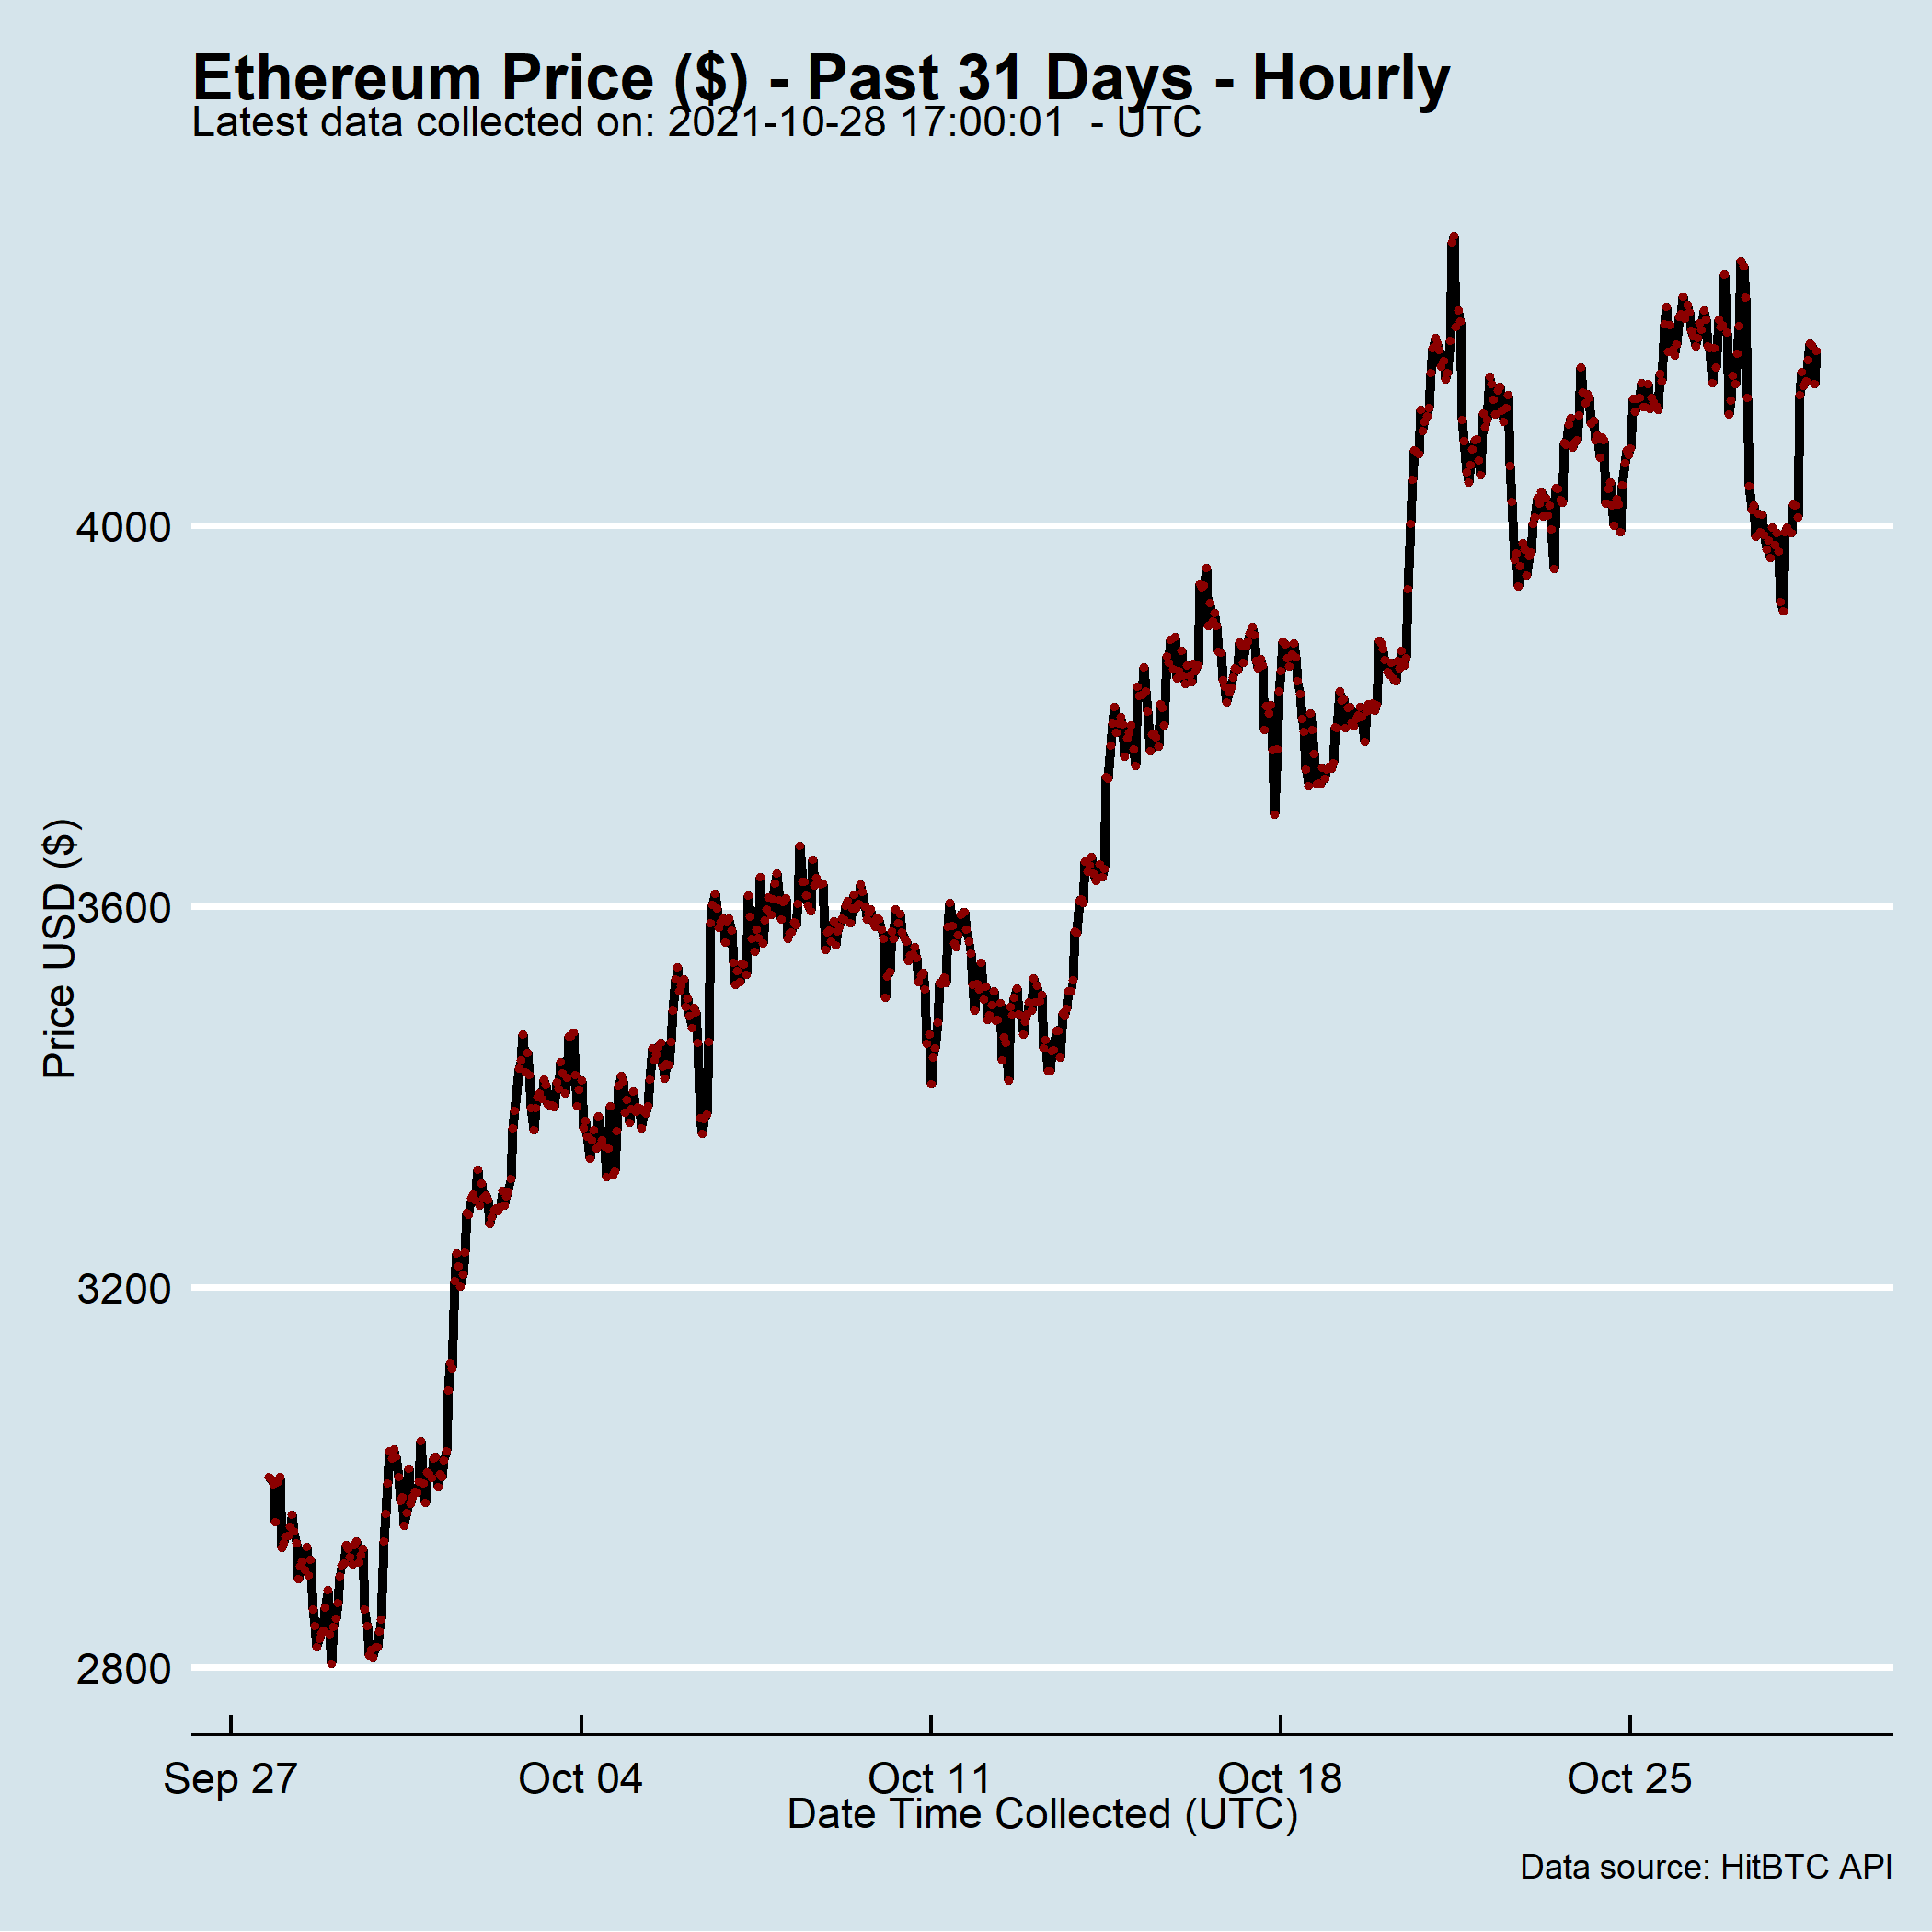 Ethereum Price ($) - Past 31 Days - Hourly
Latest data collected on: 2021-10-28 17:00:01  - UTC
4000
3600
3200
2800
Price USD ($)
Sep 27 Oct 04 Oct 11 Oct 18 Oct 25
Date Time Collected (UTC)
Data source: HitBTC API